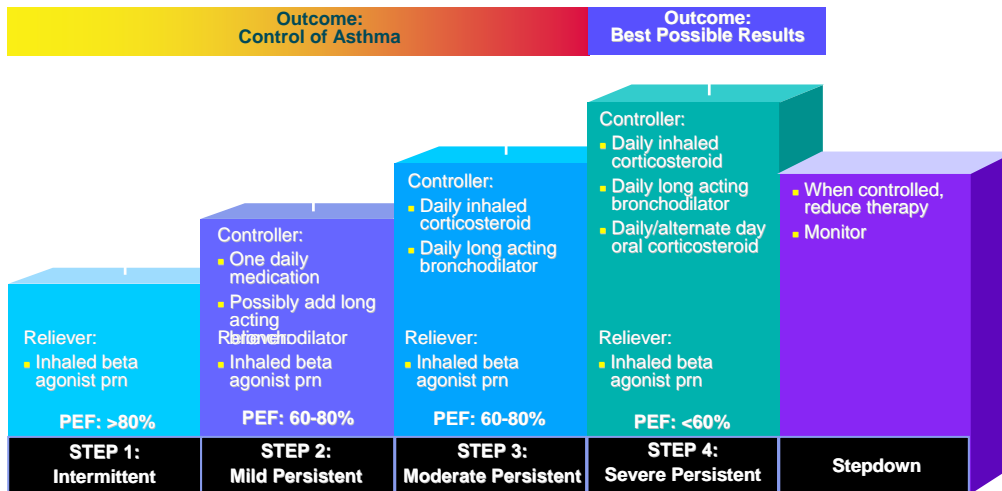 Outcome:
Control of Asthma
Outcome:
Best Possible Results
Reliever:
Inhaled beta
agonist prn
PEF: >80%
STEP 1:
Intermittent
Controller:
One daily
medication
Possibly add long
acting
bronchodilator
Reliever:
Inhaled beta
agonist prn
PEF: 60-80%
STEP 2:
Mild Persistent
Controller:
Daily inhaled
corticosteroid
Daily long acting
bronchodilator
Reliever:
Inhaled beta
agonist prn
PEF: 60-80%
STEP 3:
Moderate Persistent
Controller:
Daily inhaled
corticosteroid
Daily long acting
bronchodilator
Daily/alternate day
oral corticosteroid
Reliever:
Inhaled beta
agonist prn
PEF: <60%
STEP 4:
Severe Persistent
When controlled,
reduce therapy
Monitor
Stepdown